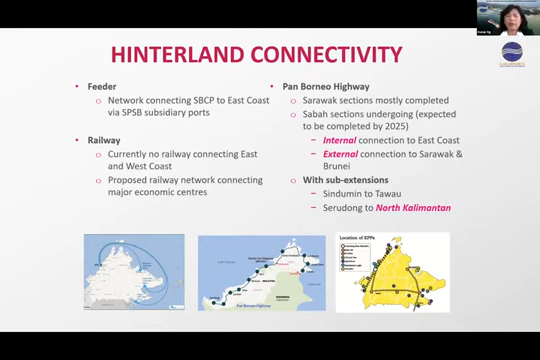 HINTERLAND CONNECTIVITY
• Feeder
o Network connecting SBCP to East Coast
via SPSB subsidiary ports
• Railway
o Currently no railway connecting East
and West Coast
o Proposed railway network connecting
major economic centres
• Pan Borneo Highway
o Sarawak sections mostly completed
o Sabah sections undergoing (expected
to be completed by 2025)
− Internal connection to East Coast
− External connection to Sarawak &
Brunei
o With sub-extensions
− Sindumin to Tawau
− Serudong to North Kalimantan
Pan Borneo Highway
Location of EPPs